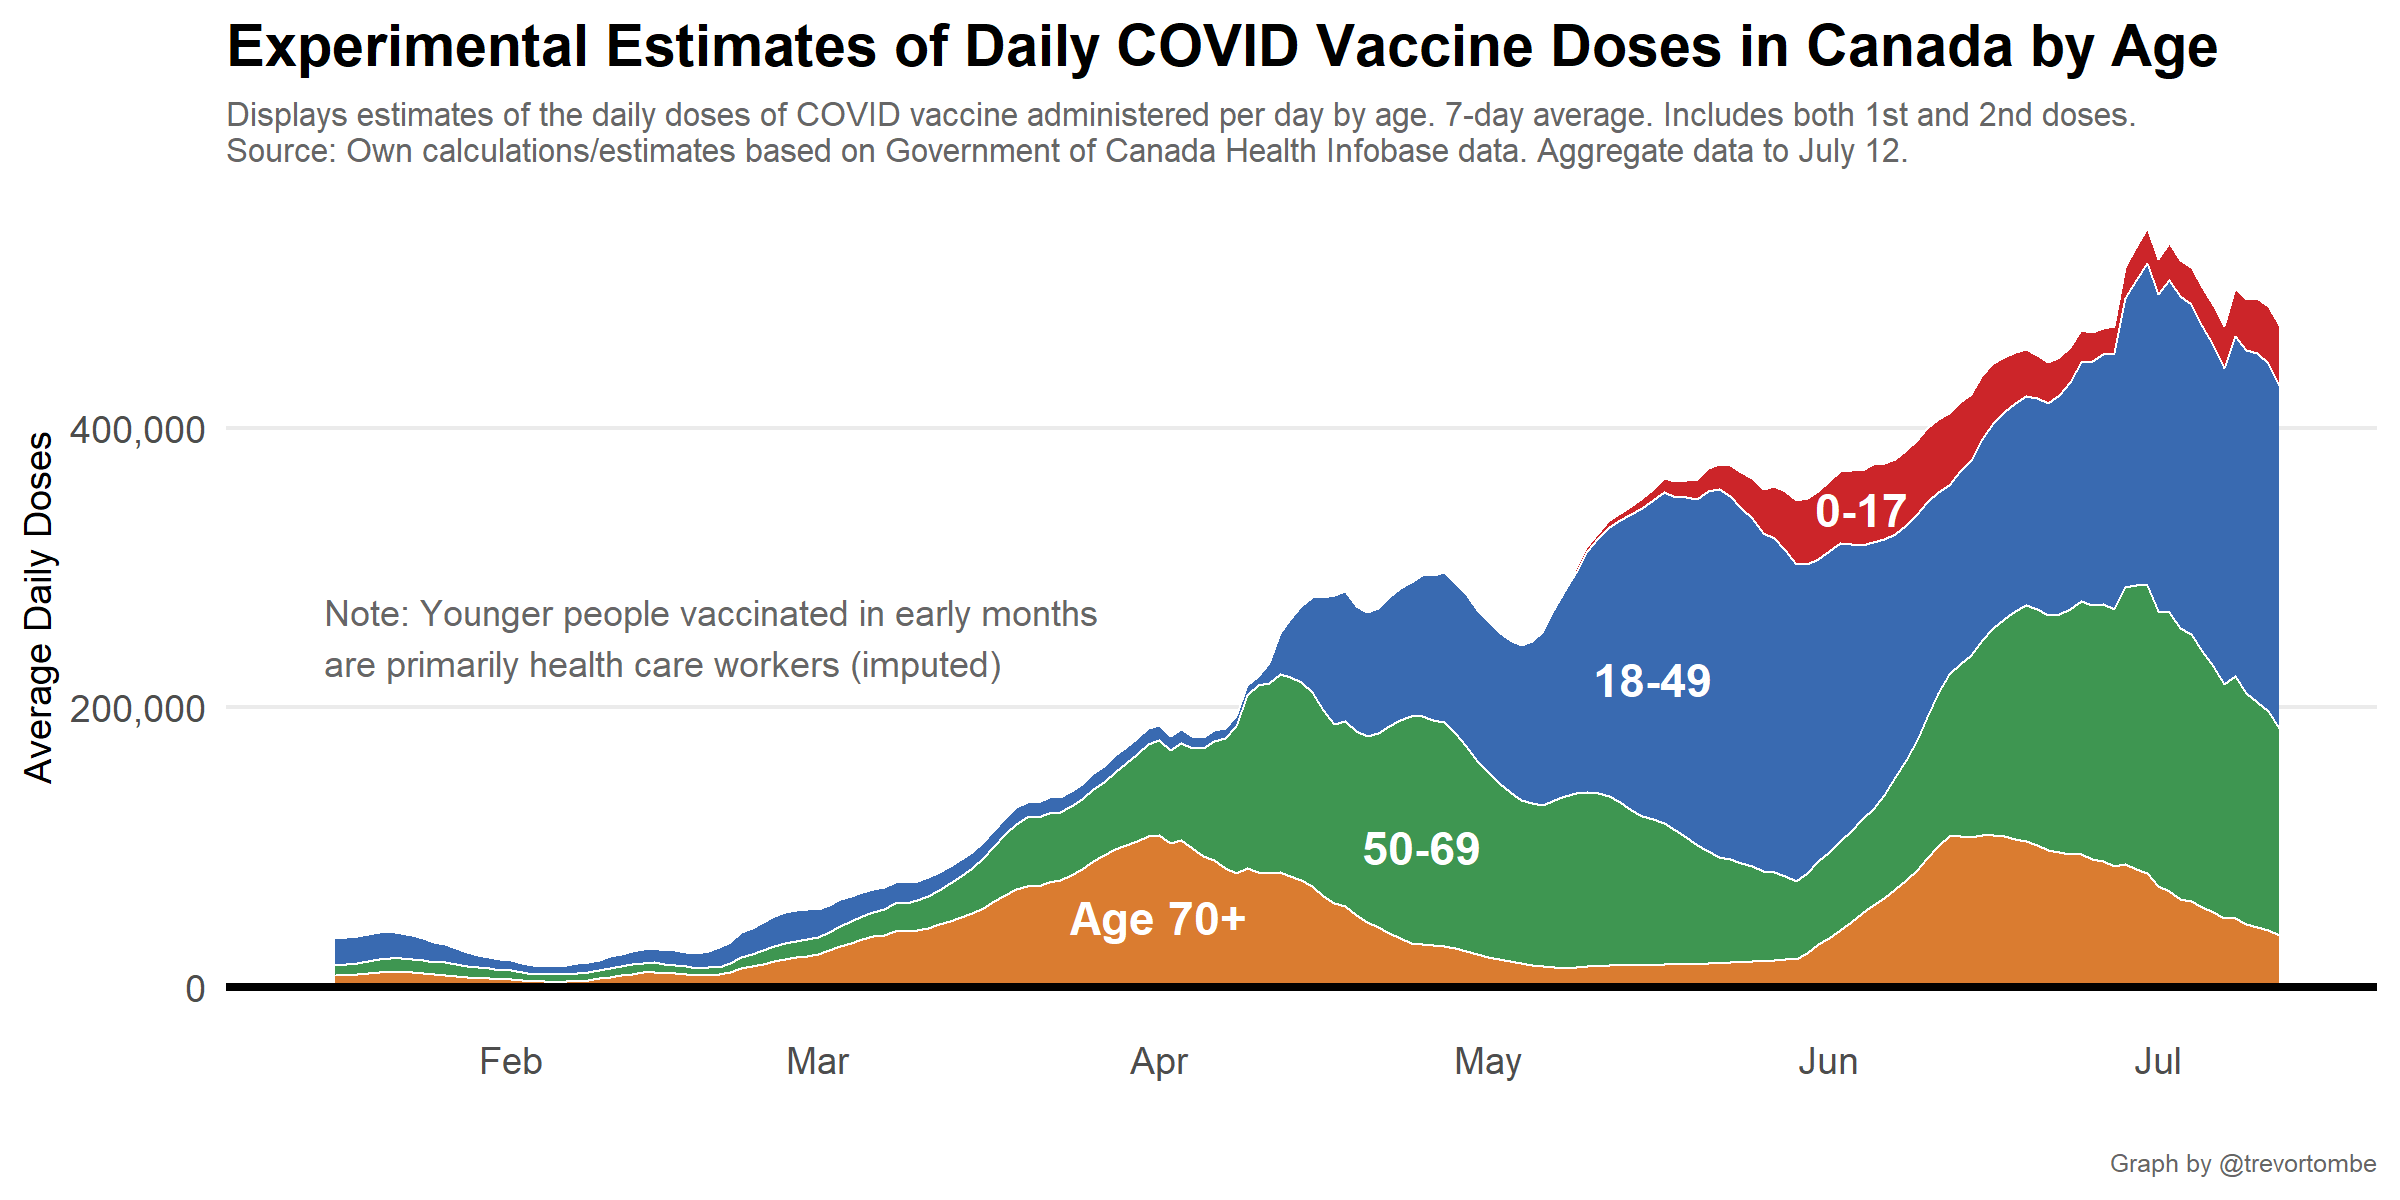 Experimental Estimates of Daily COVID Vaccine Doses in Canada by Age
Displays estimates of the daily doses of COVID vaccine administered per day by age. 7-day average. Includes both 1st and 2nd doses.
Source: Own calculations/estimates based on Government of Canada Health Infobase data. Aggregate data to July 12.
Average Daily Doses
400,000
200,000
0
Note: Younger people vaccinated in early months
are primarily health care workers (imputed)
0-17
18-49
50-69
Age 70+
Feb
Mar
Apr
May
Jun
Jul
Graph by @trevortombe